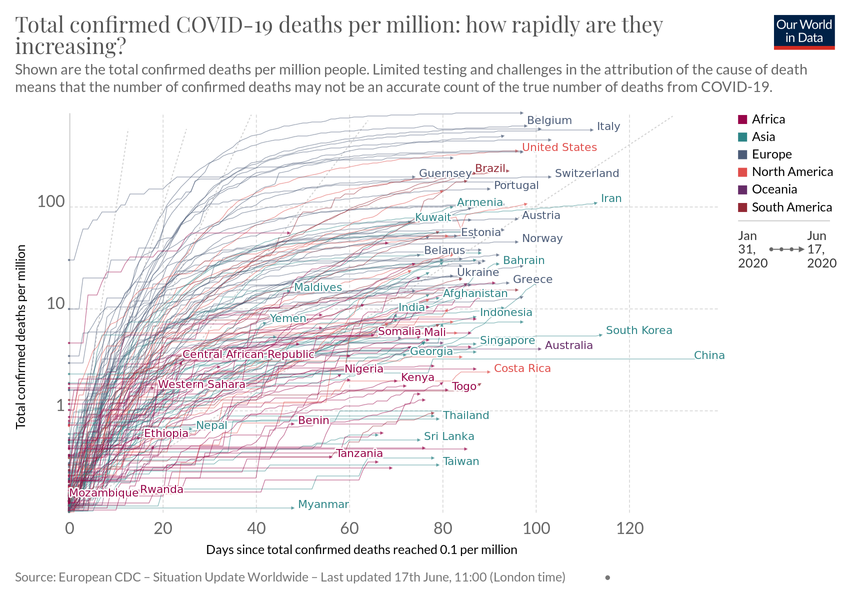 Total confirmed COVID-19 deaths per million: how rapidly are they
increasing?
Our World
in Data
Shown are the total confirmed deaths per million people. Limited testing and challenges in the attribution of the cause of death
means that the number of confirmed deaths may not be an accurate count of the true number of deaths from COVID-19.
Africa
Asia
Europe
North America
Oceania
South America
Jan
31,
2020
Jun
17,
2020
Total confirmed deaths per million
100
10
1
Belgium
Italy
United States
Brazil
Guernsey
Switzerland
Portugal
Iran
Armenia
Kuwait
Austria
Estonia
Norway
Belarus
Bahrain
Ukraine
Greece
Maldives
Afghanistan
India
Indonesia
Yemen
Somalia
Mali
South Korea
Singapore
Australia
Georgia
Central African Republic
China
Nigeria
Costa Rica
Kenya
Western Sahara
Togo
Thailand
Benin
Nepal
Ethiopia
Sri Lanka
Tanzania
Taiwan
Mozambique
Rwanda
Myanmar
0
20
40
60
80
100
120
Days since total confirmed deaths reached 0.1 per million
Source: European CDC – Situation Update Worldwide – Last updated 17th June, 11:00 (London time)